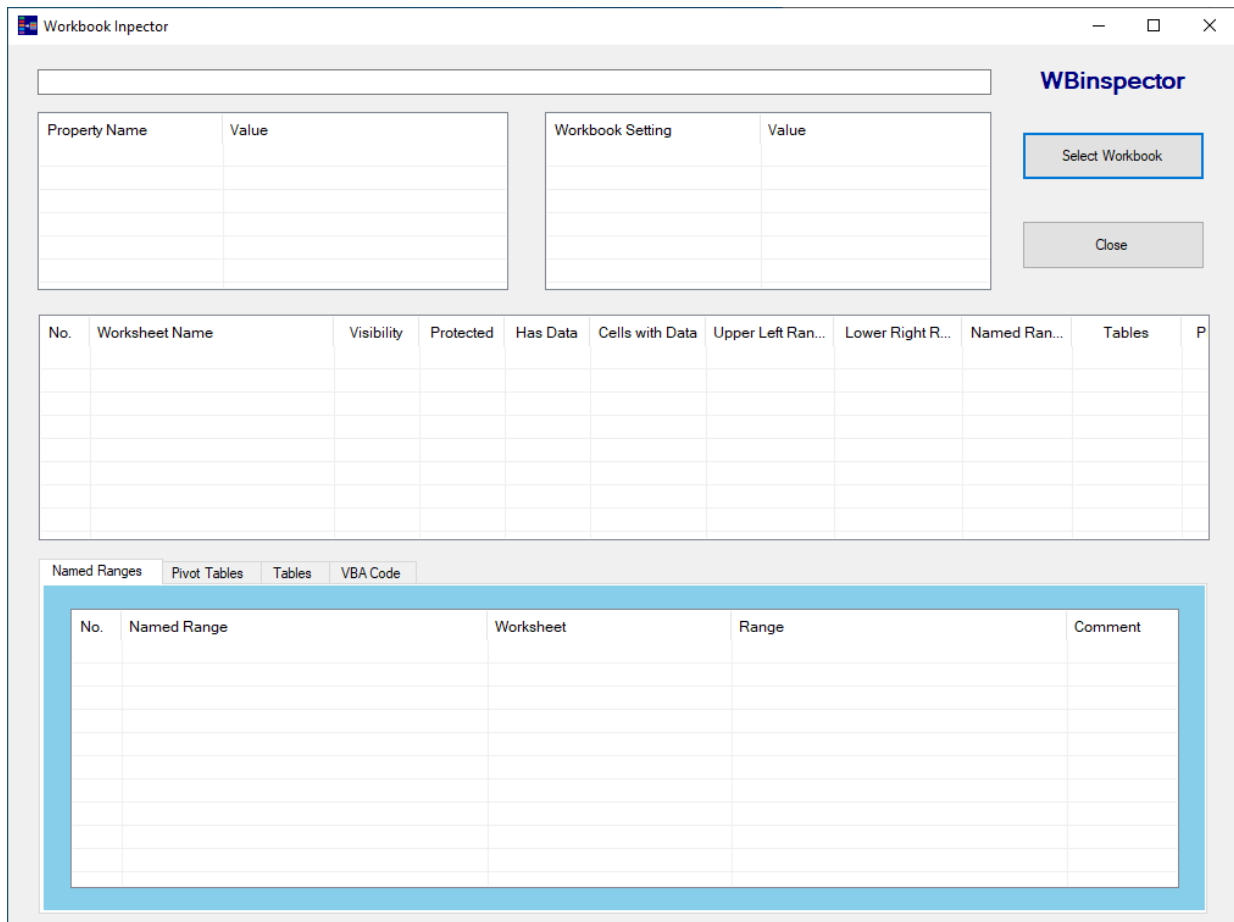 Workbook Inpector
WBinspector
Property Name Value
Workbook Setting Value
Select Workbook
Close
No. Worksheet Name Visibility Protected Has Data Cells with Data Upper Left Ran... Lower Right R... Named Ran... Tables P
Named Ranges Pivot Tables Tables VBA Code
No. Named Range Worksheet Range Comment